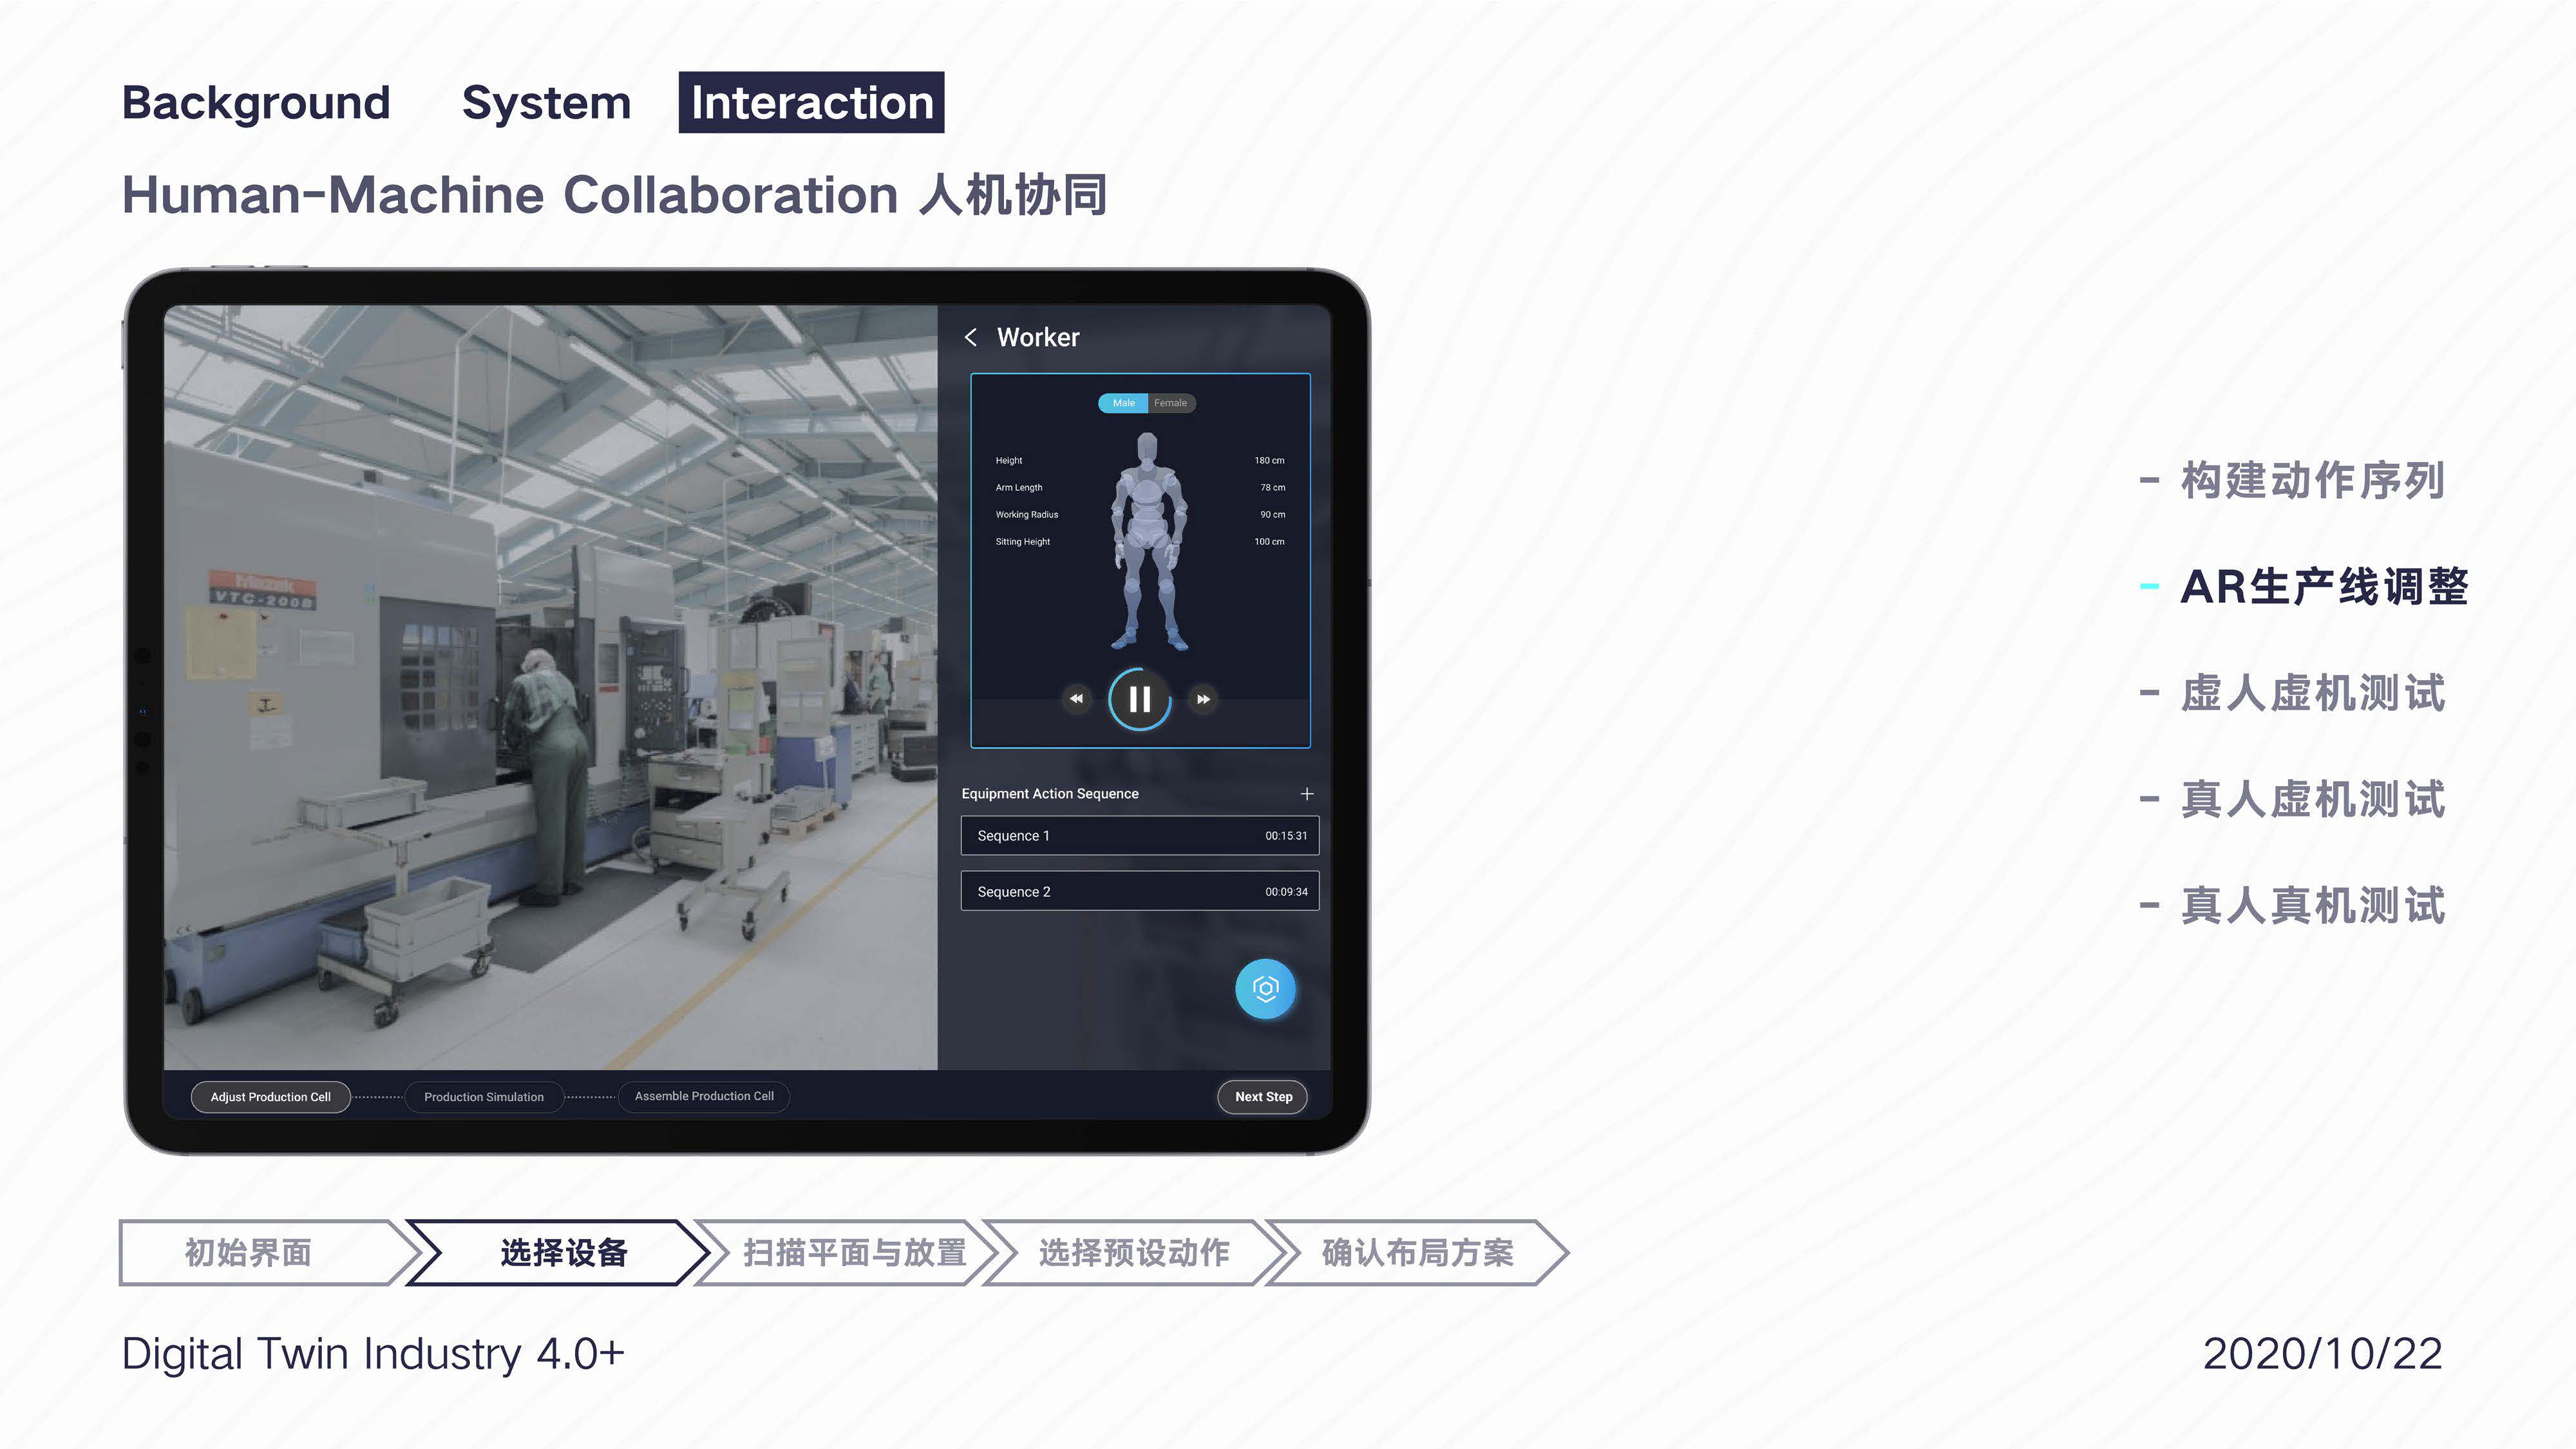 Background System Interaction
Human-Machine Collaboration 人机协同
Worker
Male Female
Height 180 cm
Arm Length 78 cm
Working Radius 90 cm
Sitting Height 100 cm
Mazak
VTC-200B
Equipment Action Sequence +
Sequence 1 00:15:31
Sequence 2 00:09:34
Adjust Production Cell Production Simulation Assemble Production Cell Next Step
- 构建动作序列
- AR生产线调整
- 虚人虚机测试
- 真人虚机测试
- 真人真机测试
初始界面 选择设备 扫描平面与放置 选择预设动作 确认布局方案
Digital Twin Industry 4.0+
2020/10/22